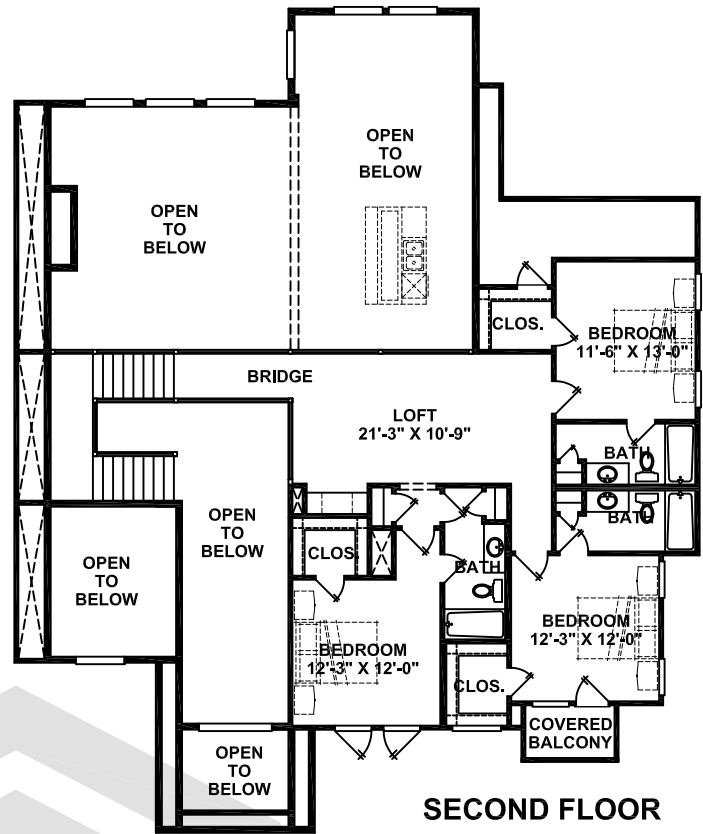 OPEN
TO
BELOW
OPEN
TO
BELOW
CLOS.
BEDROOM
11'-6" X 13'-0"
BRIDGE
LOFT
21'-3" X 10'-9"
BATH
BATH
OPEN
TO
BELOW
OPEN
TO
BELOW
CLOS.
BATH
BEDROOM
12'-3" X 12'-0"
BEDROOM
12'-3" X 12'-0"
CLOS.
COVERED
BALCONY
OPEN
TO
BELOW
SECOND FLOOR